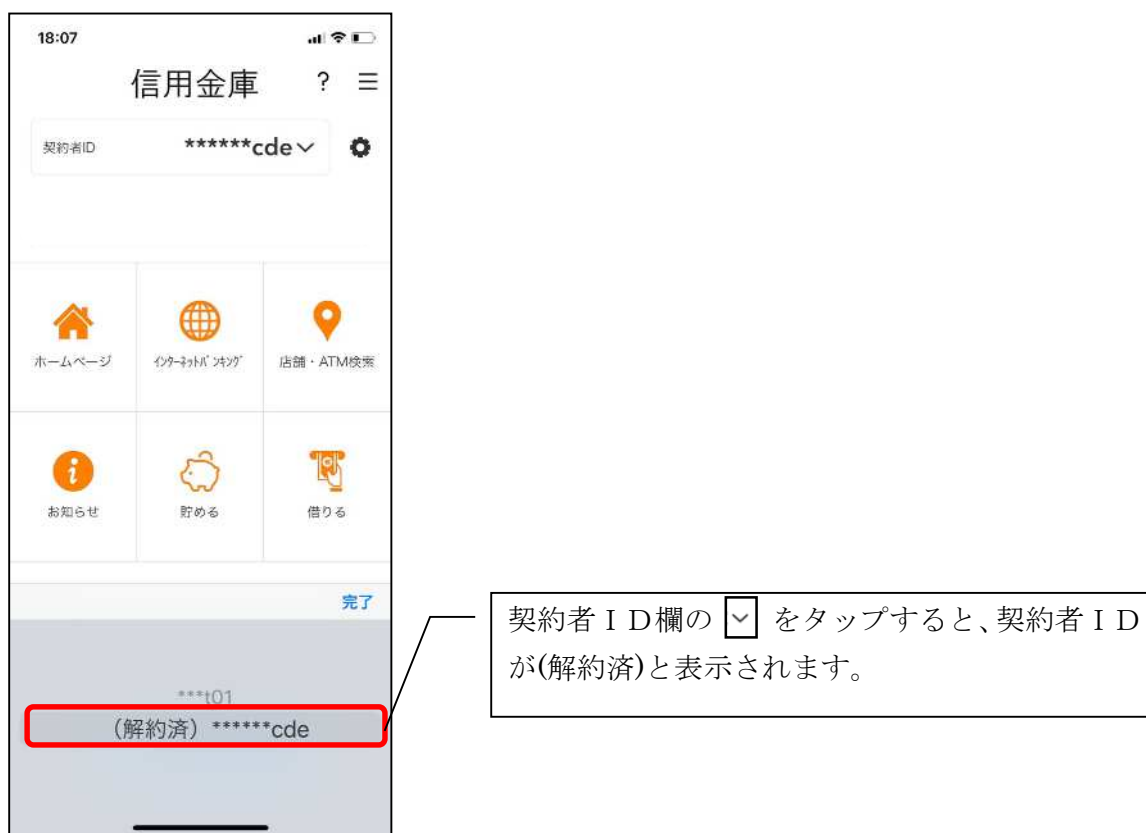 18:07
信用金庫 ? ☰
契約者ID ******cde
ホームページ
ｲﾝﾀｰﾈｯﾄﾊﾞﾝｷﾝｸﾞ
店舗・ATM検索
お知らせ
貯める
借りる
完了
***t01
（解約済）******cde
契約者ＩＤ欄の をタップすると、契約者ＩＤ
が(解約済)と表示されます。